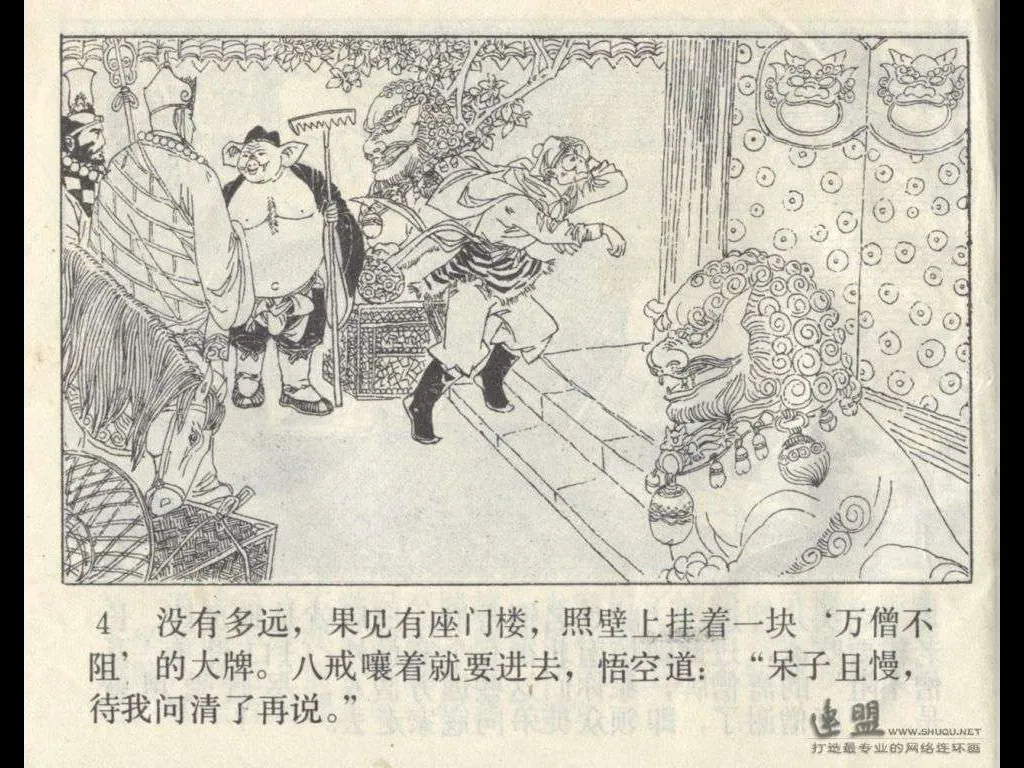 4 没有多远，果见有座门楼，照壁上挂着一块‘万僧不
阻’的大牌。八戒嚷着就要进去，悟空道：“呆子且慢，
待我问清了再说。”
连盟 WWW.SHUQU.NET
打造最专业的网络连环画